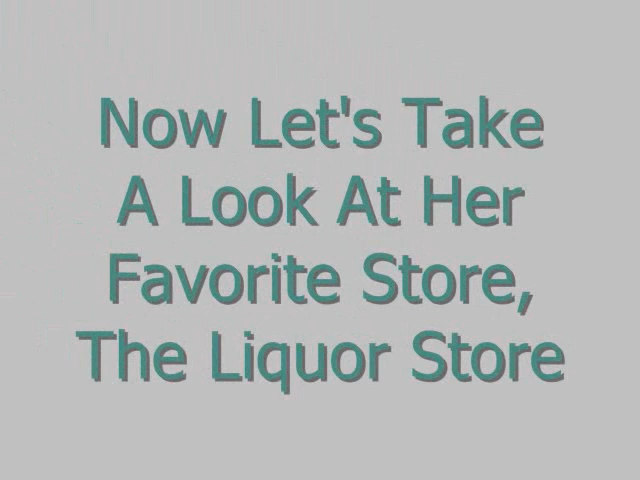 Now Let's Take
A Look At Her
Favorite Store,
The Liquor Store